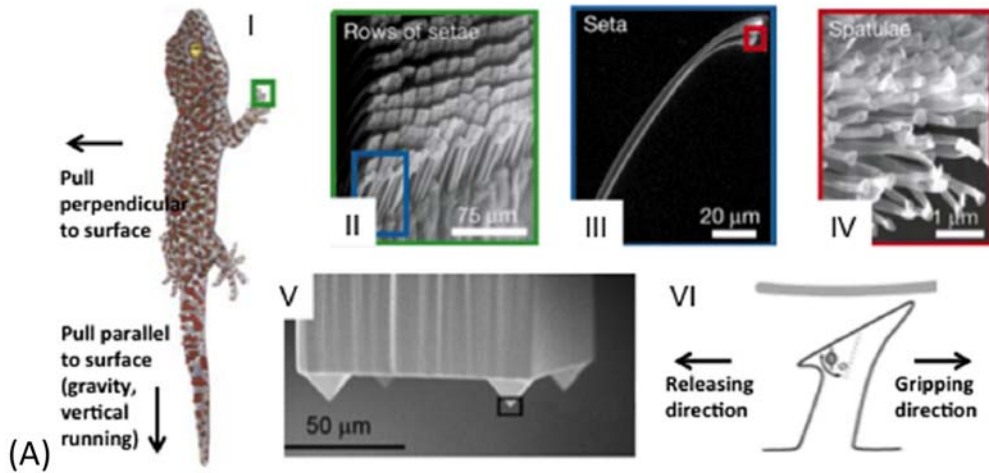 I
Pull
perpendicular
to surface
Pull parallel
to surface
(gravity,
vertical
running)
(A)
Rows of setae
II
75 μm
Seta
III
20 μm
Spatulae
IV
1 μm
V
50 μm
VI
Releasing
direction
Gripping
direction